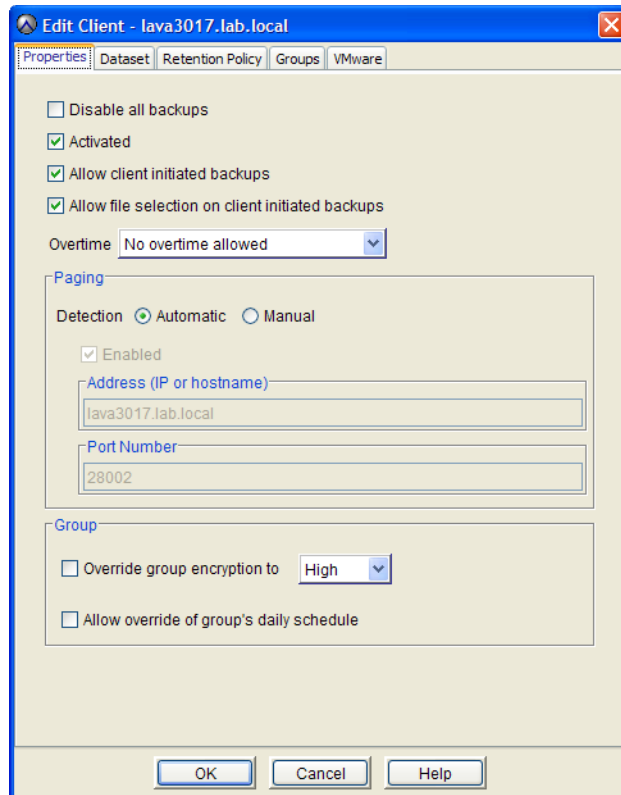 Edit Client - lava3017.lab.local
Properties Dataset Retention Policy Groups VMware
Disable all backups
Activated
Allow client initiated backups
Allow file selection on client initiated backups
Overtime No overtime allowed
Paging
Detection Automatic Manual
Enabled
Address (IP or hostname)
lava3017.lab.local
Port Number
28002
Group
Override group encryption to High
Allow override of group's daily schedule
OK Cancel Help